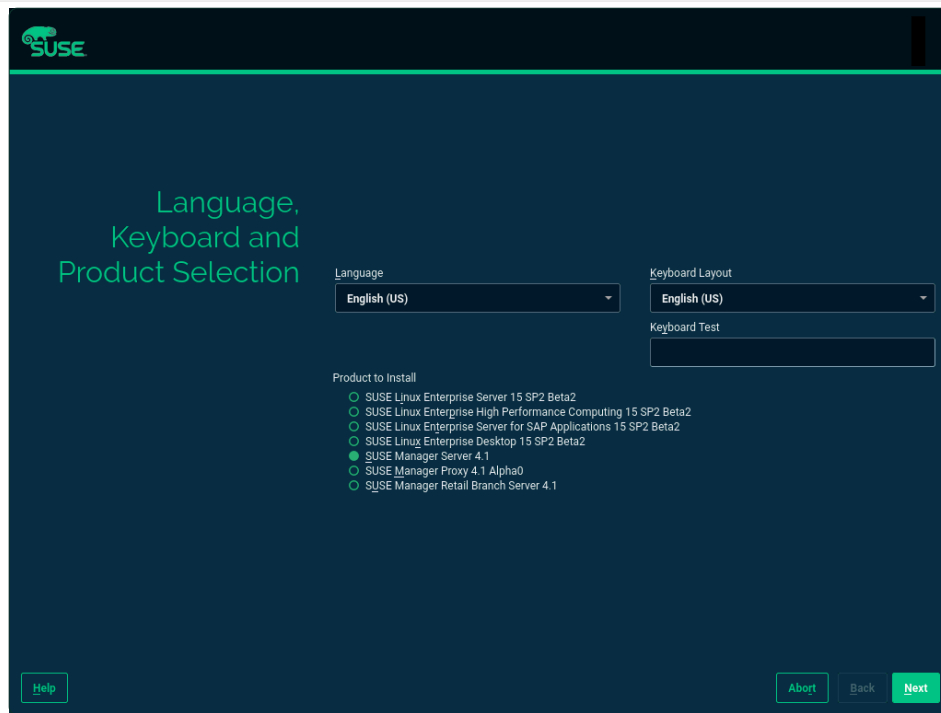 SUSE
Language,
Keyboard and
Product Selection
Language
Keyboard Layout
English (US)
English (US)
Keyboard Test
Product to Install
SUSE Linux Enterprise Server 15 SP2 Beta2
SUSE Linux Enterprise High Performance Computing 15 SP2 Beta2
SUSE Linux Enterprise Server for SAP Applications 15 SP2 Beta2
SUSE Linux Enterprise Desktop 15 SP2 Beta2
SUSE Manager Server 4.1
SUSE Manager Proxy 4.1 Alpha0
SUSE Manager Retail Branch Server 4.1
Help
Abort
Back
Next